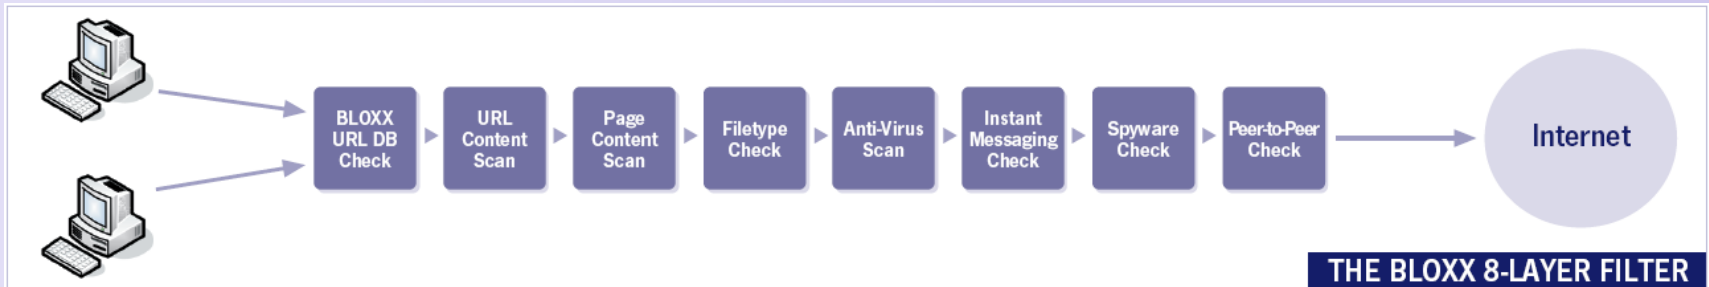 BLOXX
URL DB
Check
URL
Content
Scan
Page
Content
Scan
Filetype
Check
Anti-Virus
Scan
Instant
Messaging
Check
Spyware
Check
Peer-to-Peer
Check
Internet
THE BLOXX 8-LAYER FILTER